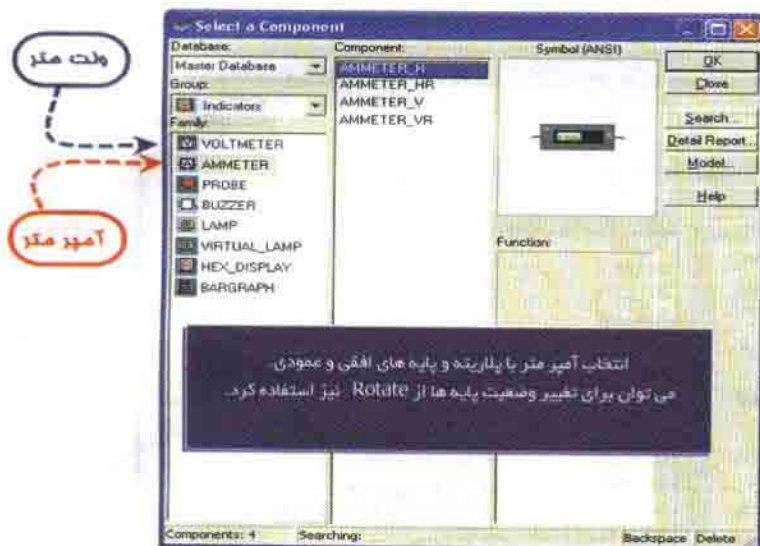 Select a Component
Database:
Master Database
Group:
Indicators
Family:
VOLTMETER
AMMETER
PROBE
BUZZER
LAMP
VIRTUAL_LAMP
HEX_DISPLAY
BARGRAPH
Component:
AMMETER_H
AMMETER_HR
AMMETER_V
AMMETER_VR
Symbol (ANSI)
Function:
OK
Close
Search...
Detail Report...
Model...
Help
ولت متر
آمپر متر
انتخاب آمپر متر با پلاریته و پایه های افقی و عمودی.
می توان برای تغییر وضعیت پایه ها از Rotate نیز استفاده کرد.
Components: 4
Searching:
Backspace
Delete